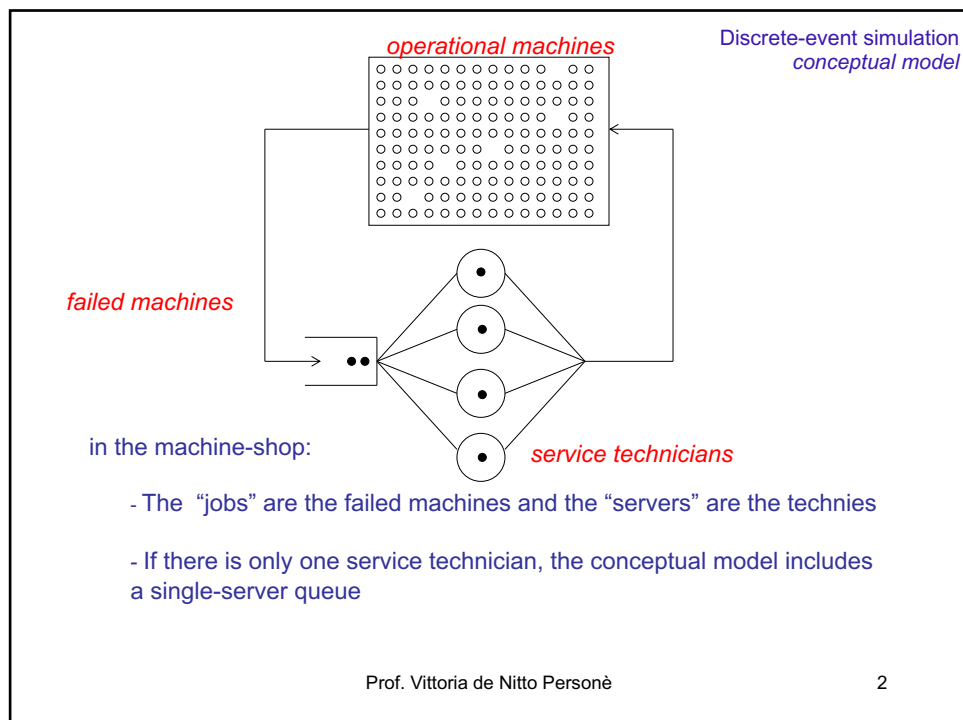 operational machines
Discrete-event simulation
conceptual model
failed machines
in the machine-shop:
service technicians
- The “jobs” are the failed machines and the “servers” are the technies
- If there is only one service technician, the conceptual model includes
a single-server queue
Prof. Vittoria de Nitto Personè
2